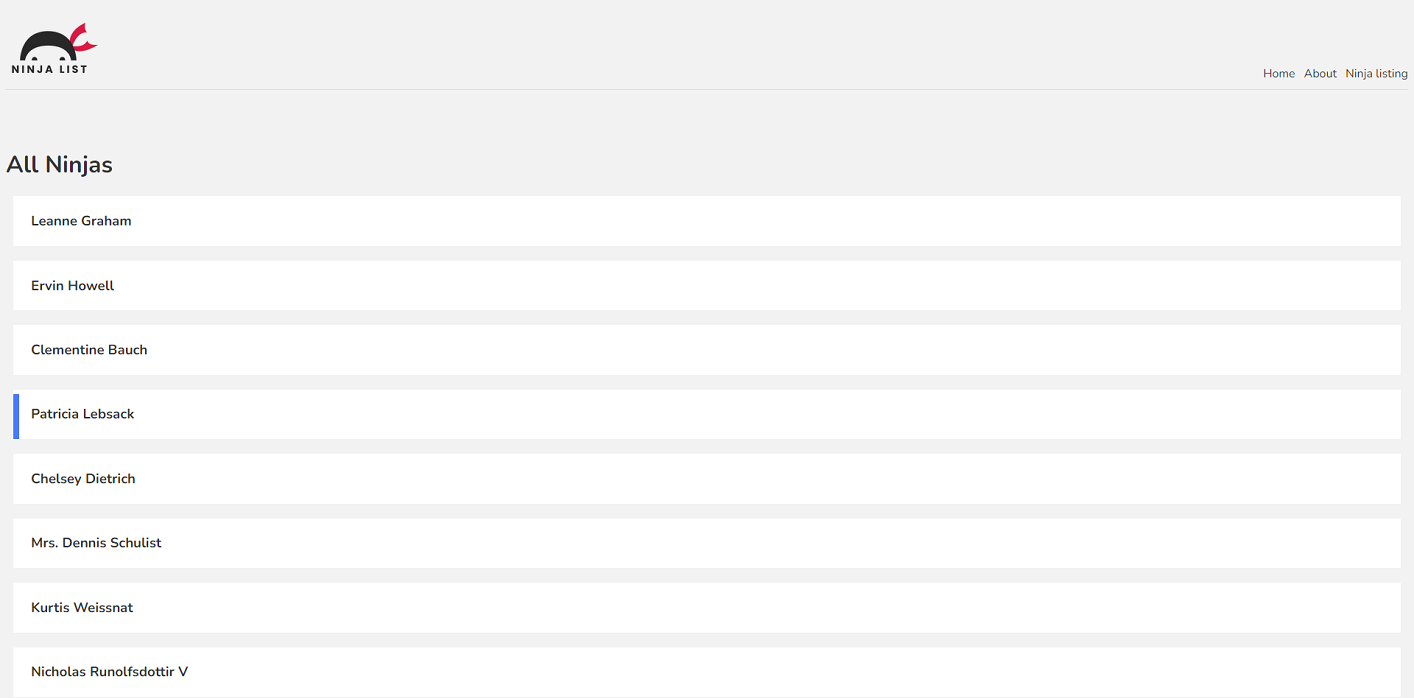 NINJA LIST
Home About Ninja listing
All Ninjas
Leanne Graham
Ervin Howell
Clementine Bauch
Patricia Lebsack
Chelsey Dietrich
Mrs. Dennis Schulist
Kurtis Weissnat
Nicholas Runolfsdottir V